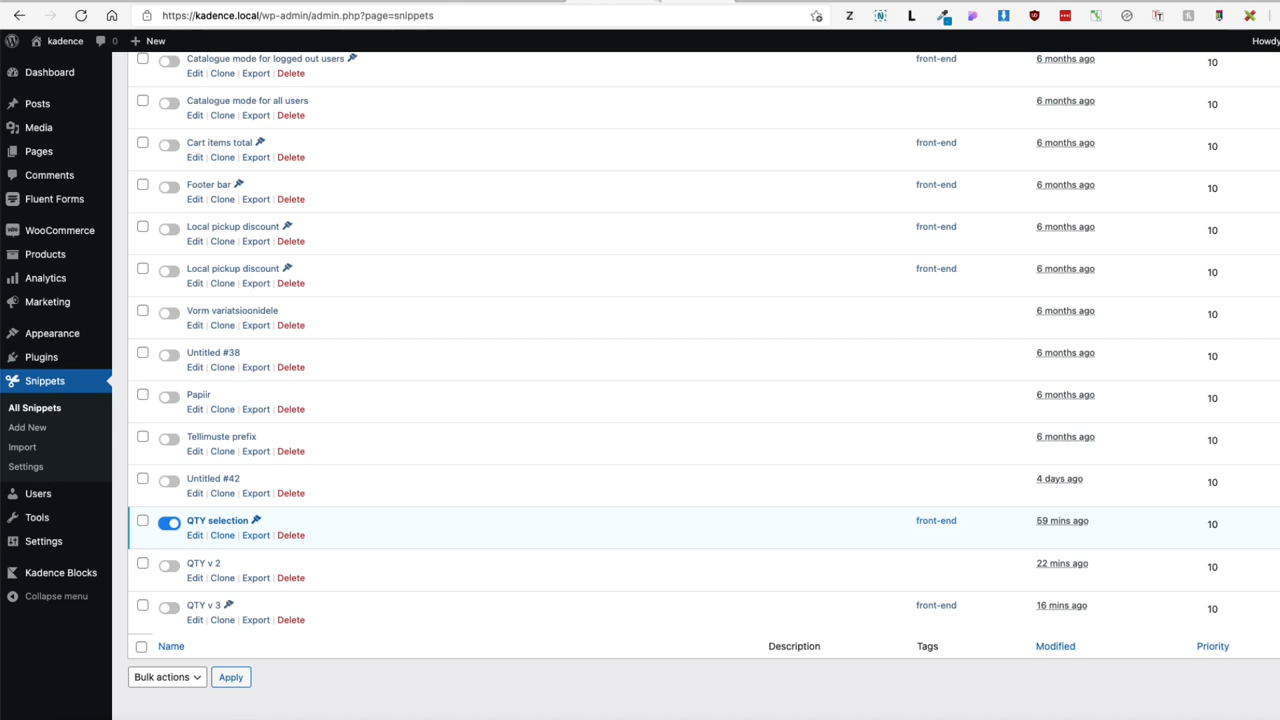 https://kadence.local/wp-admin/admin.php?page=snippets
kadence 0 New Howdy
Dashboard
Posts
Media
Pages
Comments
Fluent Forms
WooCommerce
Products
Analytics
Marketing
Appearance
Plugins
Snippets
All Snippets
Add New
Import
Settings
Users
Tools
Settings
Kadence Blocks
Collapse menu
Catalogue mode for logged out users front-end 6 months ago 10
Edit | Clone | Export | Delete
Catalogue mode for all users 6 months ago 10
Edit | Clone | Export | Delete
Cart items total front-end 6 months ago 10
Edit | Clone | Export | Delete
Footer bar front-end 6 months ago 10
Edit | Clone | Export | Delete
Local pickup discount front-end 6 months ago 10
Edit | Clone | Export | Delete
Local pickup discount front-end 6 months ago 10
Edit | Clone | Export | Delete
Vorm variatsioonidele 6 months ago 10
Edit | Clone | Export | Delete
Untitled #38 6 months ago 10
Edit | Clone | Export | Delete
Papiir 6 months ago 10
Edit | Clone | Export | Delete
Tellimuste prefix 6 months ago 10
Edit | Clone | Export | Delete
Untitled #42 4 days ago 10
Edit | Clone | Export | Delete
QTY selection front-end 59 mins ago 10
Edit | Clone | Export | Delete
QTY v 2 22 mins ago 10
Edit | Clone | Export | Delete
QTY v 3 front-end 16 mins ago 10
Edit | Clone | Export | Delete
Name Description Tags Modified Priority
Bulk actions Apply